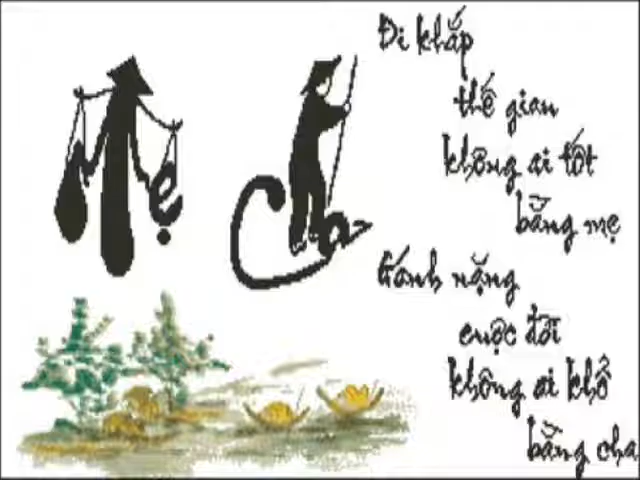 Mẹ
Cha
Đi khắp
thế gian
không ai tốt
bằng mẹ
Gánh nặng
cuộc đời
không ai khổ
bằng cha